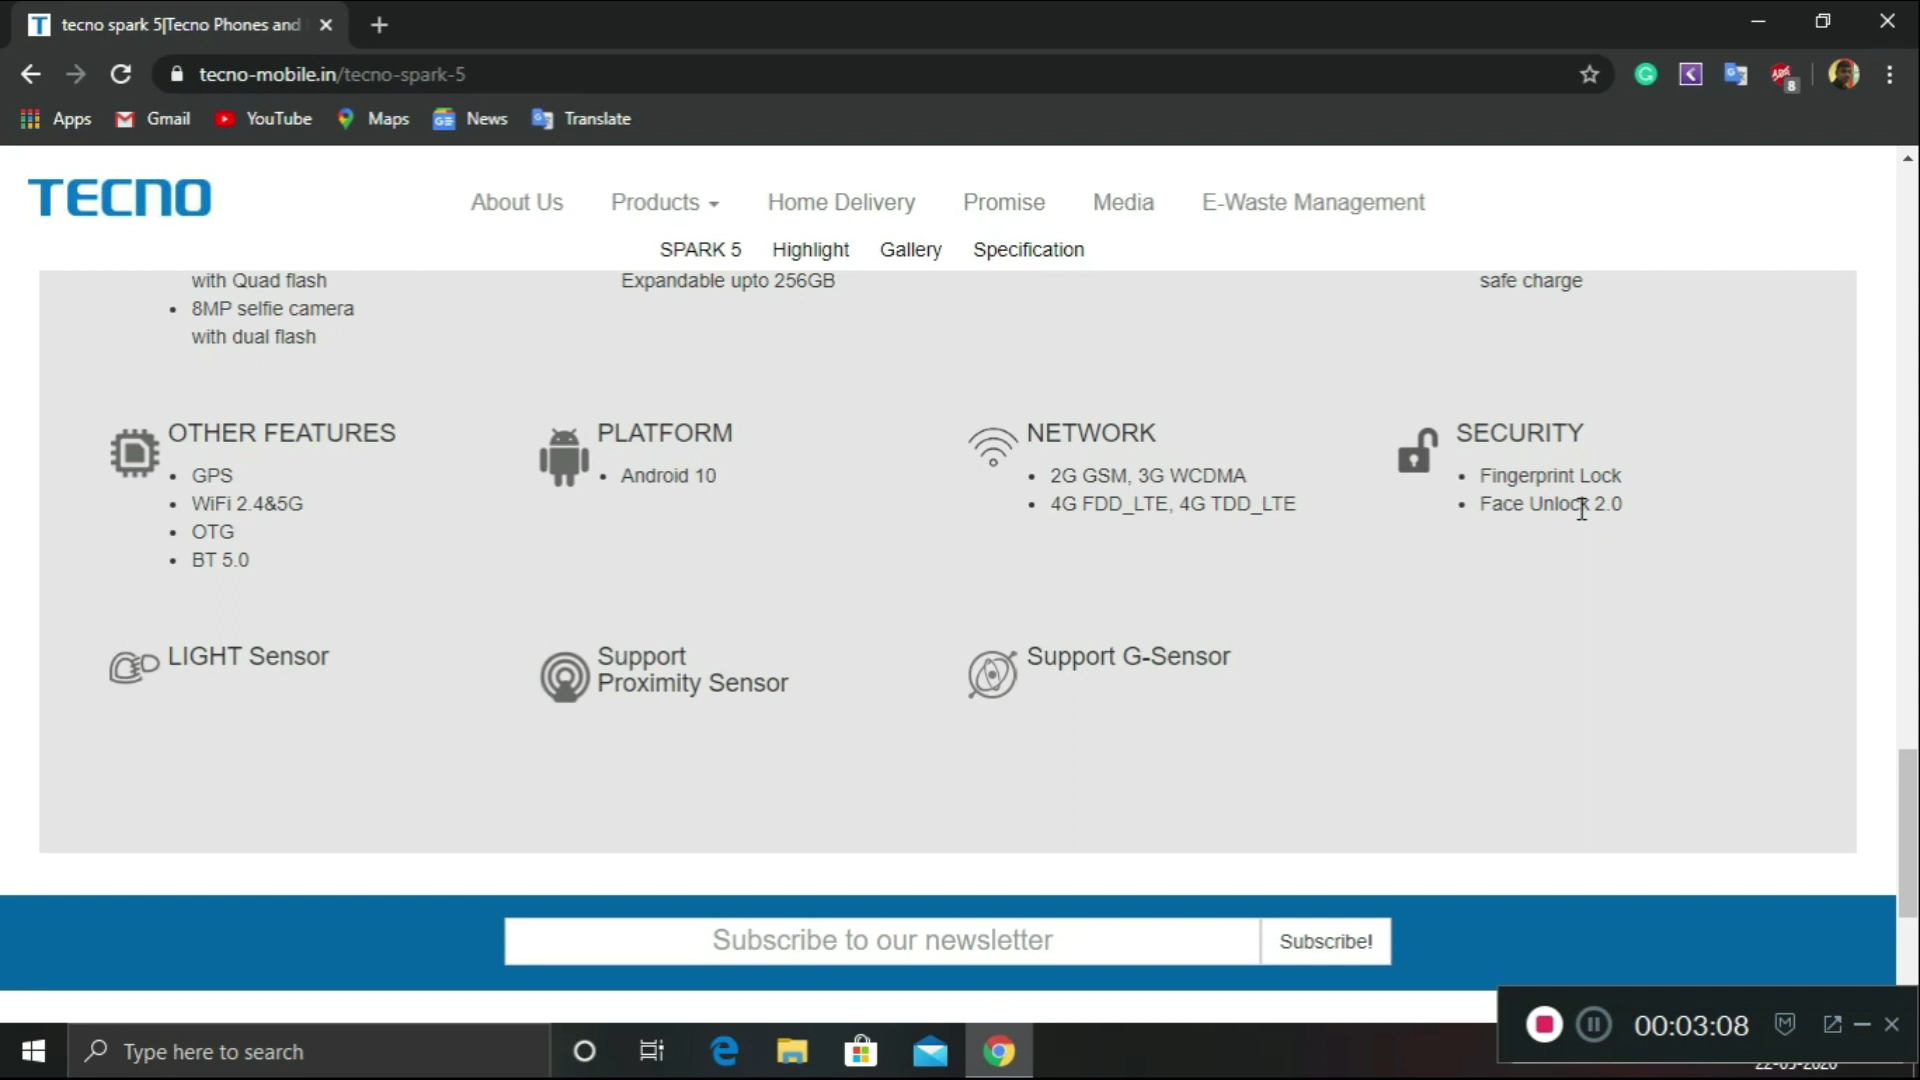 T tecno spark 5|Tecno Phones and
tecno-mobile.in/tecno-spark-5
8
Apps Gmail YouTube Maps News Translate
TECNO
About Us Products Home Delivery Promise Media E-Waste Management
SPARK 5 Highlight Gallery Specification
with Quad flash
• 8MP selfie camera
with dual flash
Expandable upto 256GB
safe charge
OTHER FEATURES
• GPS
• WiFi 2.4&5G
• OTG
• BT 5.0
PLATFORM
• Android 10
NETWORK
• 2G GSM, 3G WCDMA
• 4G FDD_LTE, 4G TDD_LTE
SECURITY
• Fingerprint Lock
• Face Unlock 2.0
LIGHT Sensor
Support
Proximity Sensor
Support G-Sensor
Subscribe to our newsletter Subscribe!
00:03:08
Type here to search